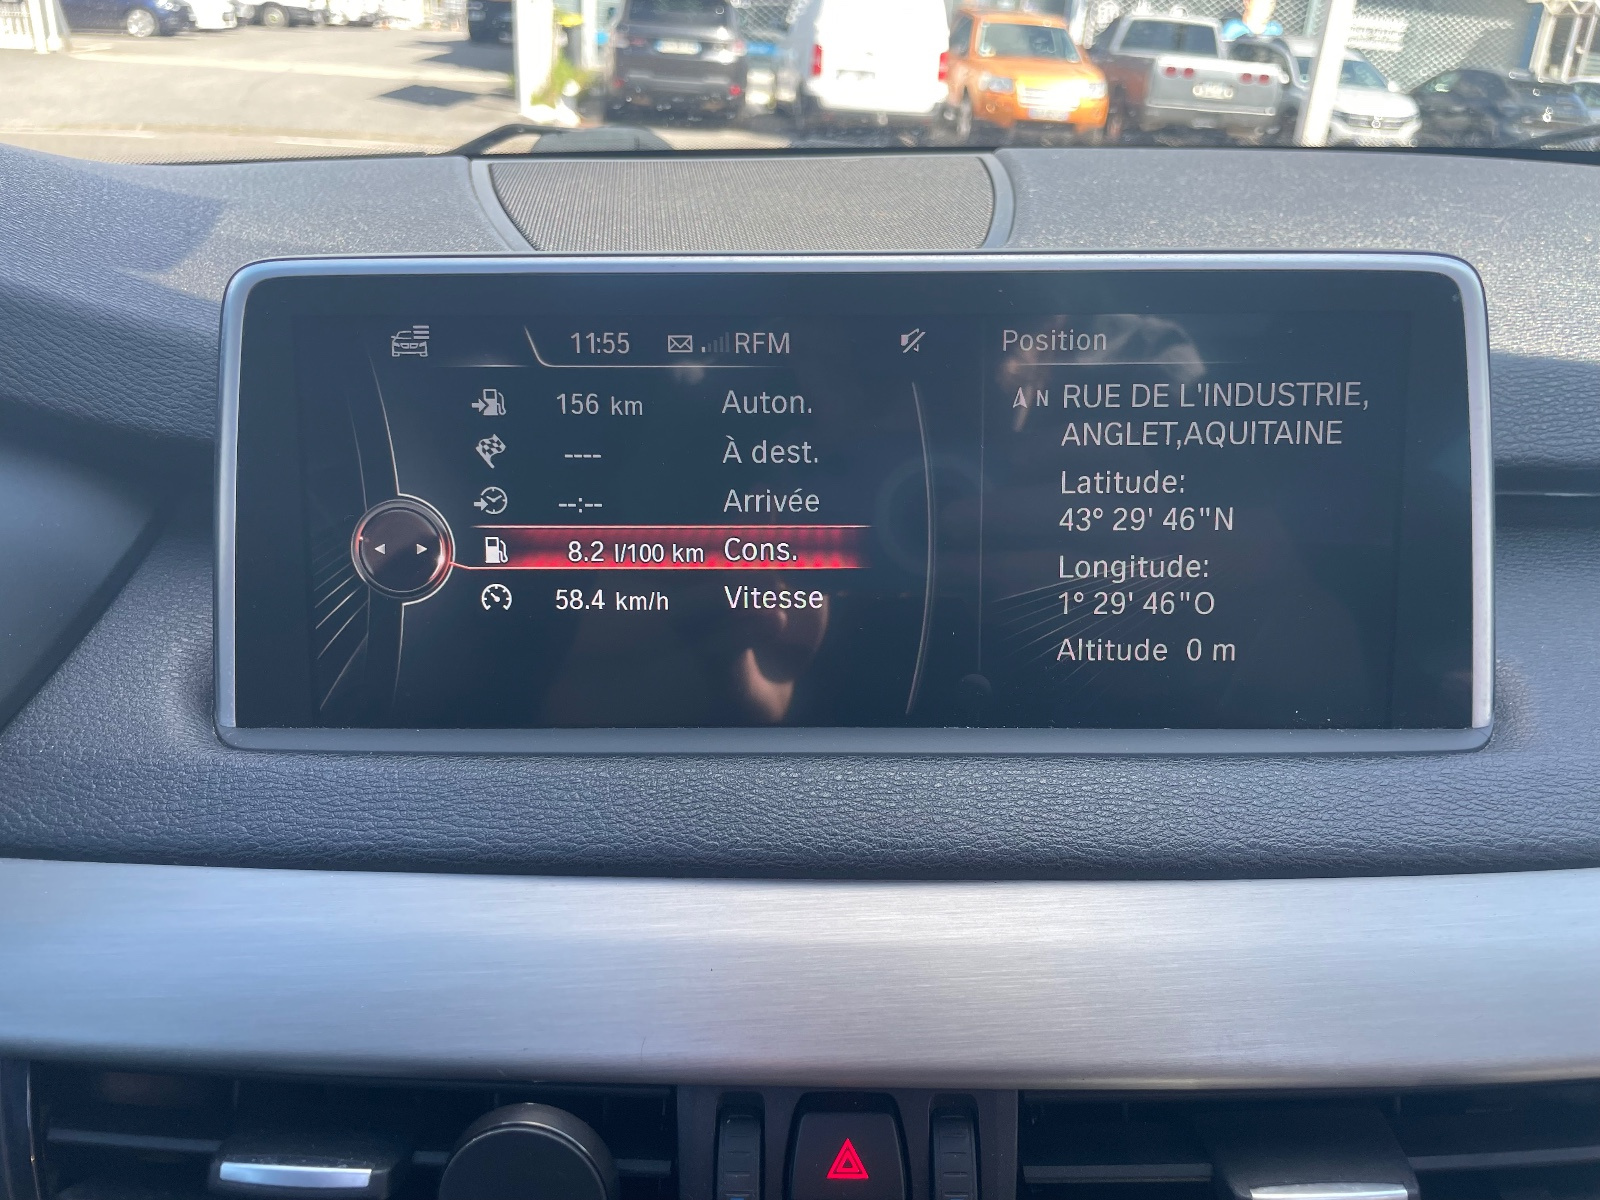 11:55 RFM
156 km Auton.
---- À dest.
--:-- Arrivée
8.2 l/100 km Cons.
58.4 km/h Vitesse
Position
N RUE DE L'INDUSTRIE,
ANGLET,AQUITAINE
Latitude:
43° 29' 46"N
Longitude:
1° 29' 46"O
Altitude 0 m